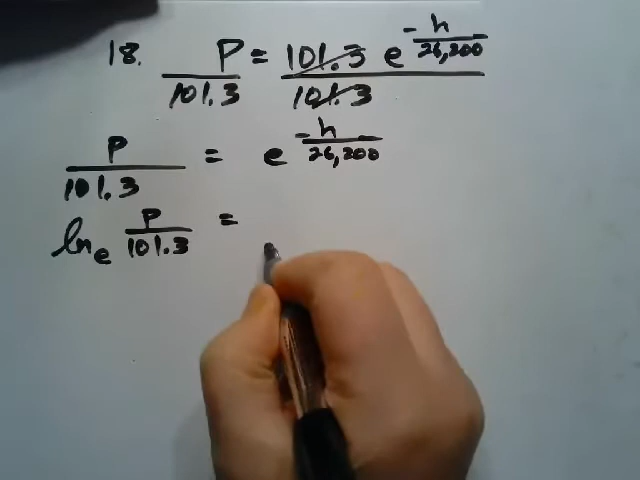 18. P/101.3 = 101.3 e^(-h/26,200)/101.3
P/101.3 = e^(-h/26,200)
ln_e P/101.3 =